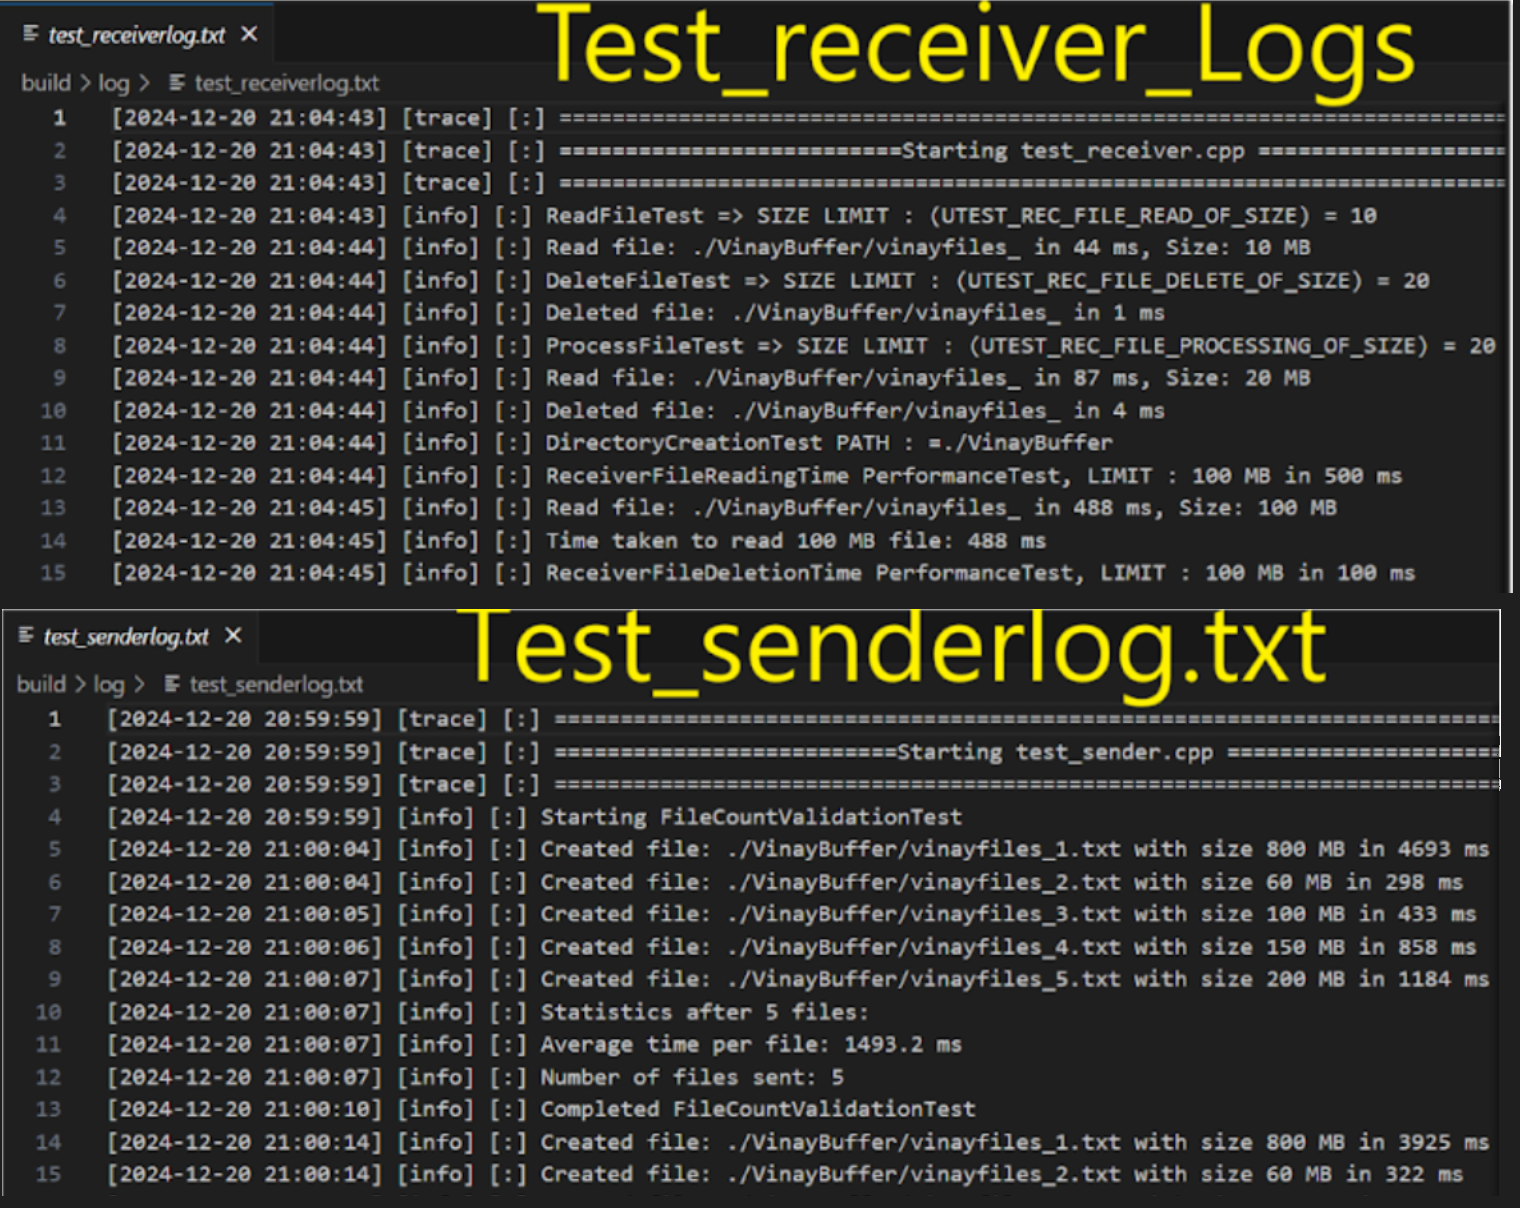 test_receiverlog.txt ×
Test_receiver_Logs
build > log > test_receiverlog.txt
1 [2024-12-20 21:04:43] [trace] [:] ========================================================================
2 [2024-12-20 21:04:43] [trace] [:] ==========================Starting test_receiver.cpp ===================
3 [2024-12-20 21:04:43] [trace] [:] ========================================================================
4 [2024-12-20 21:04:43] [info] [:] ReadFileTest => SIZE LIMIT : (UTEST_REC_FILE_READ_OF_SIZE) = 10
5 [2024-12-20 21:04:44] [info] [:] Read file: ./VinayBuffer/vinayfiles_ in 44 ms, Size: 10 MB
6 [2024-12-20 21:04:44] [info] [:] DeleteFileTest => SIZE LIMIT : (UTEST_REC_FILE_DELETE_OF_SIZE) = 20
7 [2024-12-20 21:04:44] [info] [:] Deleted file: ./VinayBuffer/vinayfiles_ in 1 ms
8 [2024-12-20 21:04:44] [info] [:] ProcessFileTest => SIZE LIMIT : (UTEST_REC_FILE_PROCESSING_OF_SIZE) = 20
9 [2024-12-20 21:04:44] [info] [:] Read file: ./VinayBuffer/vinayfiles_ in 87 ms, Size: 20 MB
10 [2024-12-20 21:04:44] [info] [:] Deleted file: ./VinayBuffer/vinayfiles_ in 4 ms
11 [2024-12-20 21:04:44] [info] [:] DirectoryCreationTest PATH : =./VinayBuffer
12 [2024-12-20 21:04:44] [info] [:] ReceiverFileReadingTime PerformanceTest, LIMIT : 100 MB in 500 ms
13 [2024-12-20 21:04:45] [info] [:] Read file: ./VinayBuffer/vinayfiles_ in 488 ms, Size: 100 MB
14 [2024-12-20 21:04:45] [info] [:] Time taken to read 100 MB file: 488 ms
15 [2024-12-20 21:04:45] [info] [:] ReceiverFileDeletionTime PerformanceTest, LIMIT : 100 MB in 100 ms
test_senderlog.txt ×
Test_senderlog.txt
build > log > test_senderlog.txt
1 [2024-12-20 20:59:59] [trace] [:] ========================================================================
2 [2024-12-20 20:59:59] [trace] [:] ==========================Starting test_sender.cpp =====================
3 [2024-12-20 20:59:59] [trace] [:] ========================================================================
4 [2024-12-20 20:59:59] [info] [:] Starting FileCountValidationTest
5 [2024-12-20 21:00:04] [info] [:] Created file: ./VinayBuffer/vinayfiles_1.txt with size 800 MB in 4693 ms
6 [2024-12-20 21:00:04] [info] [:] Created file: ./VinayBuffer/vinayfiles_2.txt with size 60 MB in 298 ms
7 [2024-12-20 21:00:05] [info] [:] Created file: ./VinayBuffer/vinayfiles_3.txt with size 100 MB in 433 ms
8 [2024-12-20 21:00:06] [info] [:] Created file: ./VinayBuffer/vinayfiles_4.txt with size 150 MB in 858 ms
9 [2024-12-20 21:00:07] [info] [:] Created file: ./VinayBuffer/vinayfiles_5.txt with size 200 MB in 1184 ms
10 [2024-12-20 21:00:07] [info] [:] Statistics after 5 files:
11 [2024-12-20 21:00:07] [info] [:] Average time per file: 1493.2 ms
12 [2024-12-20 21:00:07] [info] [:] Number of files sent: 5
13 [2024-12-20 21:00:10] [info] [:] Completed FileCountValidationTest
14 [2024-12-20 21:00:14] [info] [:] Created file: ./VinayBuffer/vinayfiles_1.txt with size 800 MB in 3925 ms
15 [2024-12-20 21:00:14] [info] [:] Created file: ./VinayBuffer/vinayfiles_2.txt with size 60 MB in 322 ms